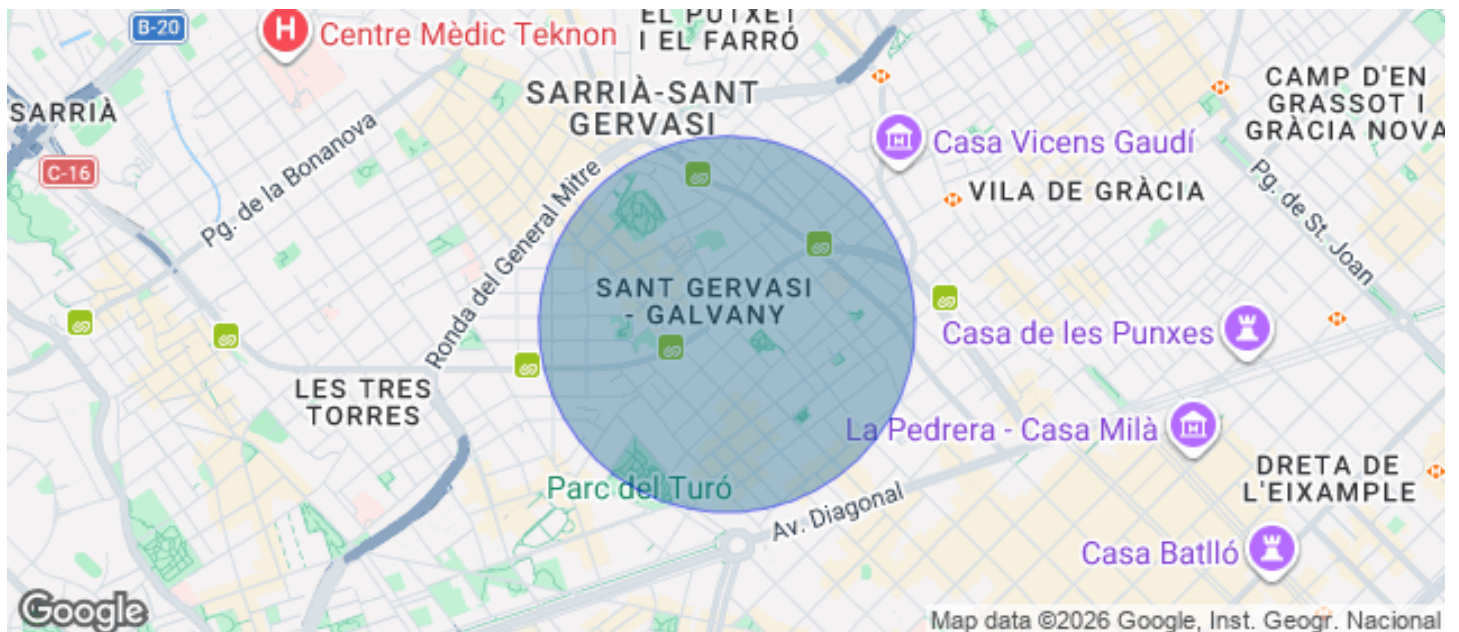 EL PUTXET
I EL FARRÓ
B-20
H
Centre Mèdic Teknon
SARRIÀ
SARRIÀ-SANT
GERVASI
CAMP D'EN
GRASSOT I
GRÀCIA NOVA
Casa Vicens Gaudí
C-16
Pg. de la Bonanova
VILA DE GRÀCIA
Pg. de St. Joan
Ronda del General Mitre
SANT GERVASI
- GALVANY
Casa de les Punxes
LES TRES
TORRES
La Pedrera - Casa Milà
DRETA DE
L'EIXAMPLE
Parc del Turó
Av. Diagonal
Casa Batlló
Google
Map data ©2026 Google, Inst. Geogr. Nacional